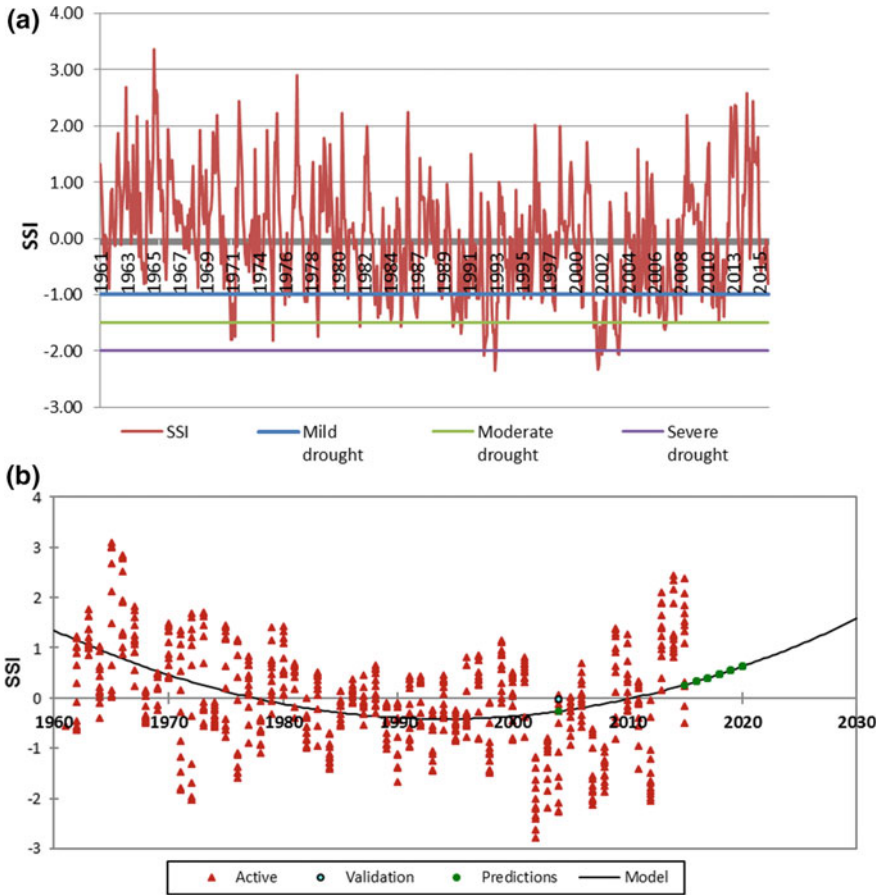 (a)
4.00
3.00
2.00
1.00
0.00
-1.00
-2.00
-3.00
SSI
1961 1963 1965 1967 1969 1971 1974 1976 1978 1980 1982 1984 1987 1989 1991 1993 1995 1997 2000 2002 2004 2006 2008 2010 2013 2015
SSI Mild drought Moderate drought Severe drought
(b)
4
3
2
1
0
-1
-2
-3
SSI
1960 1970 1980 1990 2000 2010 2020 2030
Active Validation Predictions Model